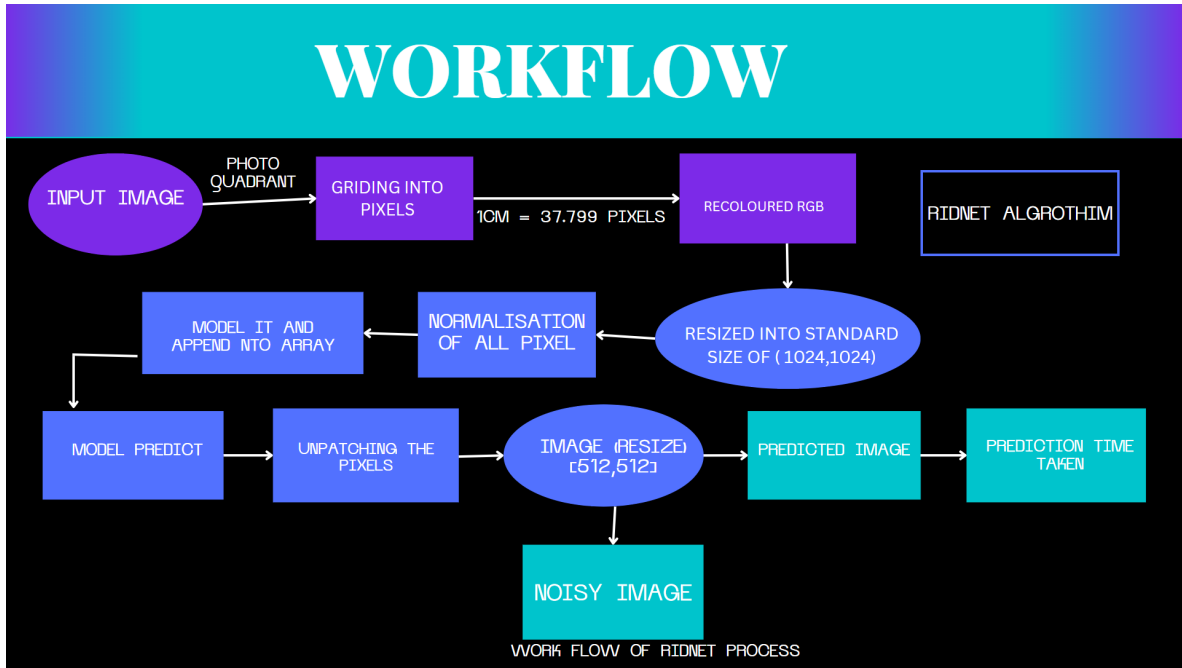 WORKFLOW
INPUT IMAGE
PHOTO
QUADRANT
GRIDING INTO
PIXELS
1CM = 37.799 PIXELS
RECOLOURED RGB
RIDNET ALGROTHIM
RESIZED INTO STANDARD
SIZE OF ( 1024,1024)
NORMALISATION
OF ALL PIXEL
MODEL IT AND
APPEND NTO ARRAY
MODEL PREDICT
UNPATCHING THE
PIXELS
IMAGE (RESIZE)
[512,512]
PREDICTED IMAGE
PREDICTION TIME
TAKEN
NOISY IMAGE
WORK FLOW OF RIDNET PROCESS